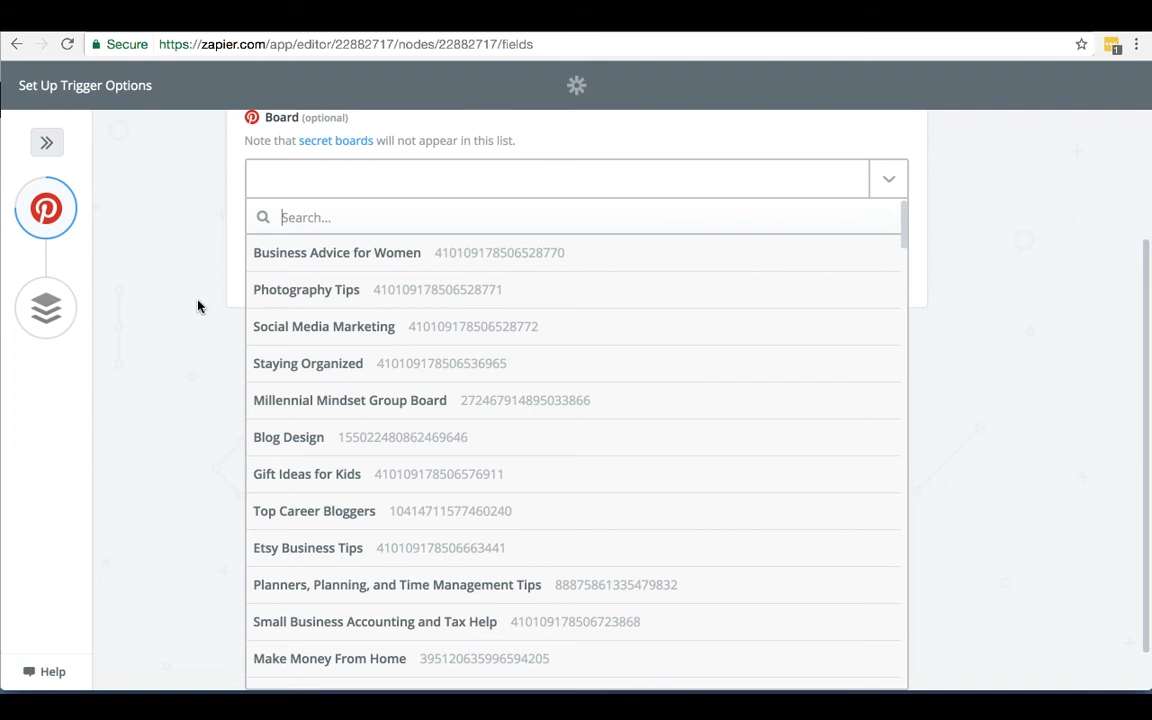 Secure https://zapier.com/app/editor/22882717/nodes/22882717/fields
1
Set Up Trigger Options
Board (optional)
Note that secret boards will not appear in this list.
Search...
Business Advice for Women 410109178506528770
Photography Tips 410109178506528771
Social Media Marketing 410109178506528772
Staying Organized 410109178506536965
Millennial Mindset Group Board 272467914895033866
Blog Design 155022480862469646
Gift Ideas for Kids 410109178506576911
Top Career Bloggers 10414711577460240
Etsy Business Tips 410109178506663441
Planners, Planning, and Time Management Tips 88875861335479832
Small Business Accounting and Tax Help 410109178506723868
Make Money From Home 395120635996594205
Help